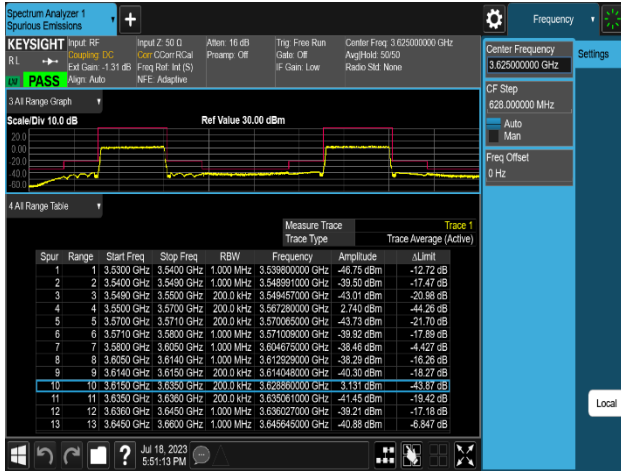 Spectrum Analyzer 1
Spurious Emissions
Frequency
KEYSIGHT Input: RF Input Z: 50 Ω Atten: 16 dB Trig: Free Run Center Freq: 3.625000000 GHz
RL Coupling: DC Corr CCorr RCal Preamp: Off Gate: Off Avg|Hold: 50/50
Ext Gain: -1.31 dB Freq Ref: Int (S) IF Gain: Low Radio Std: None
PASS Align: Auto NFE: Adaptive
Center Frequency
3.625000000 GHz
Settings
CF Step
628.000000 MHz
Auto
Man
Freq Offset
0 Hz
3 All Range Graph
Scale/Div 10.0 dB Ref Value 30.00 dBm
20.0
0.00
-20.0
-40.0
-60.0
4 All Range Table
Measure Trace Trace 1
Trace Type Trace Average (Active)
Spur Range Start Freq Stop Freq RBW Frequency Amplitude ΔLimit
1 1 3.5300 GHz 3.5400 GHz 1.000 MHz 3.539800000 GHz -46.75 dBm -12.72 dB
2 2 3.5400 GHz 3.5490 GHz 1.000 MHz 3.548991000 GHz -39.50 dBm -17.47 dB
3 3 3.5490 GHz 3.5500 GHz 200.0 kHz 3.549457000 GHz -43.01 dBm -20.98 dB
4 4 3.5500 GHz 3.5700 GHz 200.0 kHz 3.567280000 GHz 2.740 dBm -44.26 dB
5 5 3.5700 GHz 3.5710 GHz 200.0 kHz 3.570065000 GHz -43.73 dBm -21.70 dB
6 6 3.5710 GHz 3.5800 GHz 1.000 MHz 3.571009000 GHz -39.92 dBm -17.89 dB
7 7 3.5800 GHz 3.6050 GHz 1.000 MHz 3.604675000 GHz -38.46 dBm -4.427 dB
8 8 3.6050 GHz 3.6140 GHz 1.000 MHz 3.612929000 GHz -38.29 dBm -16.26 dB
9 9 3.6140 GHz 3.6150 GHz 200.0 kHz 3.614048000 GHz -40.30 dBm -18.27 dB
10 10 3.6150 GHz 3.6350 GHz 200.0 kHz 3.628860000 GHz 3.131 dBm -43.87 dB
11 11 3.6350 GHz 3.6360 GHz 200.0 kHz 3.635061000 GHz -41.45 dBm -19.42 dB
12 12 3.6360 GHz 3.6450 GHz 1.000 MHz 3.636027000 GHz -39.21 dBm -17.18 dB
13 13 3.6450 GHz 3.6600 GHz 1.000 MHz 3.645645000 GHz -40.88 dBm -6.847 dB
Local
Jul 18, 2023
5:51:13 PM